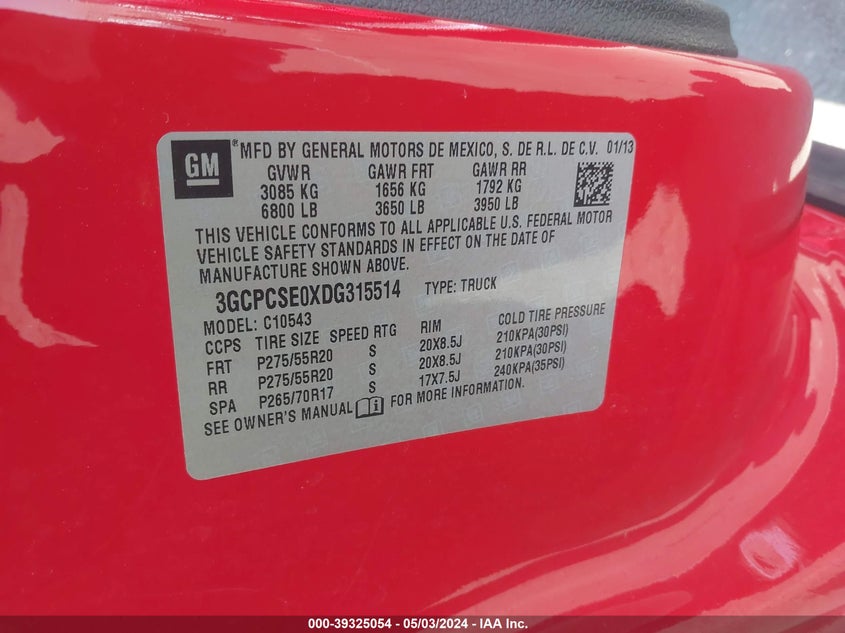 GM ® MFD BY GENERAL MOTORS DE MEXICO, S. DE R.L. DE C.V. 01/13
GVWR GAWR FRT GAWR RR
3085 KG 1656 KG 1792 KG
6800 LB 3650 LB 3950 LB
THIS VEHICLE CONFORMS TO ALL APPLICABLE U.S. FEDERAL MOTOR
VEHICLE SAFETY STANDARDS IN EFFECT ON THE DATE OF
MANUFACTURE SHOWN ABOVE.
3GCPCSE0XDG315514 TYPE: TRUCK
MODEL: C10543
CCPS TIRE SIZE SPEED RTG RIM COLD TIRE PRESSURE
FRT P275/55R20 S 20X8.5J 210KPA(30PSI)
RR P275/55R20 S 20X8.5J 210KPA(30PSI)
SPA P265/70R17 S 17X7.5J 240KPA(35PSI)
SEE OWNER'S MANUAL FOR MORE INFORMATION.
000-39325054 - 05/03/2024 - IAA Inc.